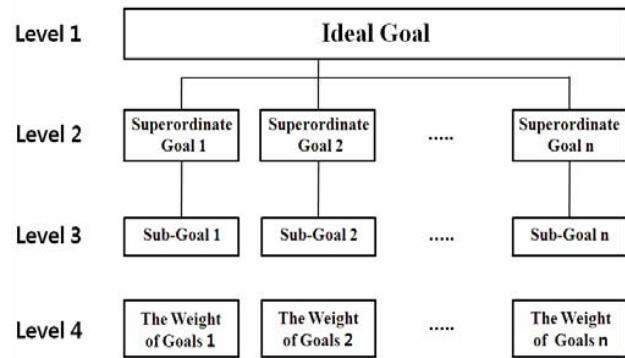 Level 1
Ideal Goal
Level 2
Superordinate
Goal 1
Superordinate
Goal 2
.....
Superordinate
Goal n
Level 3
Sub-Goal 1
Sub-Goal 2
.....
Sub-Goal n
Level 4
The Weight
of Goals 1
The Weight
of Goals 2
.....
The Weight
of Goals n